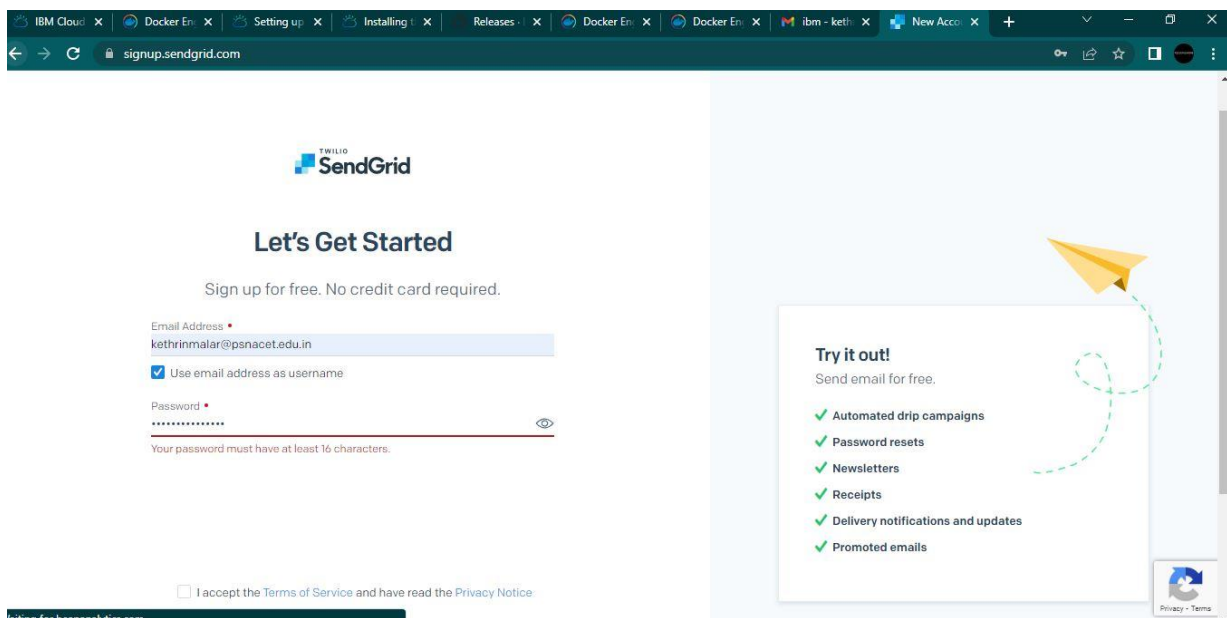 IBM Cloud
Docker En
Setting up
Installing t
Releases ·
Docker En
Docker En
ibm - keth
New Accou
signup.sendgrid.com
TWILIO
SendGrid
Let's Get Started
Sign up for free. No credit card required.
Email Address •
kethrinmalar@psnacet.edu.in
Use email address as username
Password •
•••••••••••••••
Your password must have at least 16 characters.
I accept the Terms of Service and have read the Privacy Notice
Try it out!
Send email for free.
Automated drip campaigns
Password resets
Newsletters
Receipts
Delivery notifications and updates
Promoted emails
Privacy - Terms